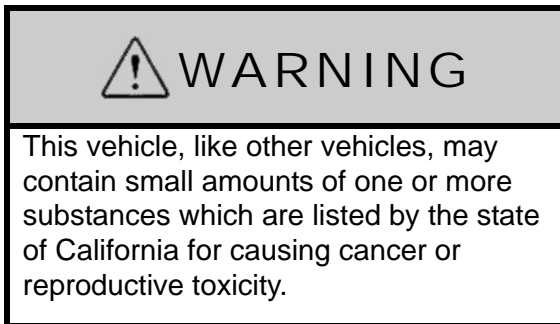 WARNING
This vehicle, like other vehicles, may
contain small amounts of one or more
substances which are listed by the state
of California for causing cancer or
reproductive toxicity.